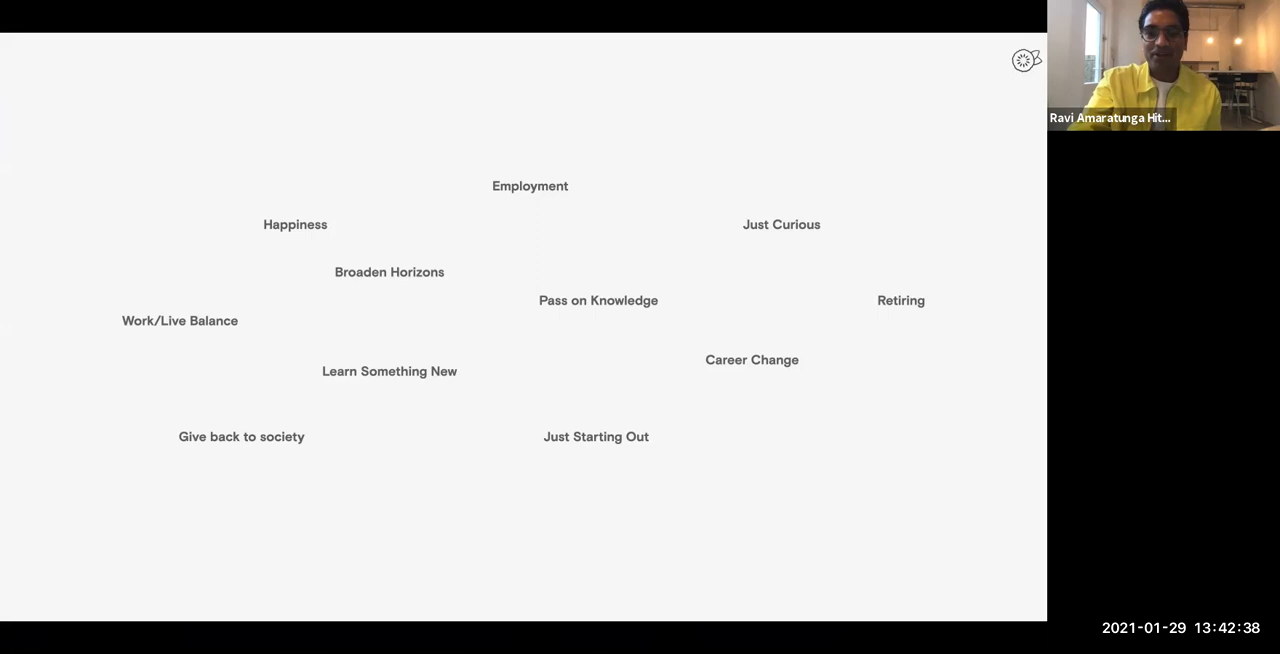 Ravi Amaratunga Hit...
Employment
Happiness
Just Curious
Broaden Horizons
Pass on Knowledge
Retiring
Work/Live Balance
Career Change
Learn Something New
Give back to society
Just Starting Out
2021-01-29 13:42:38